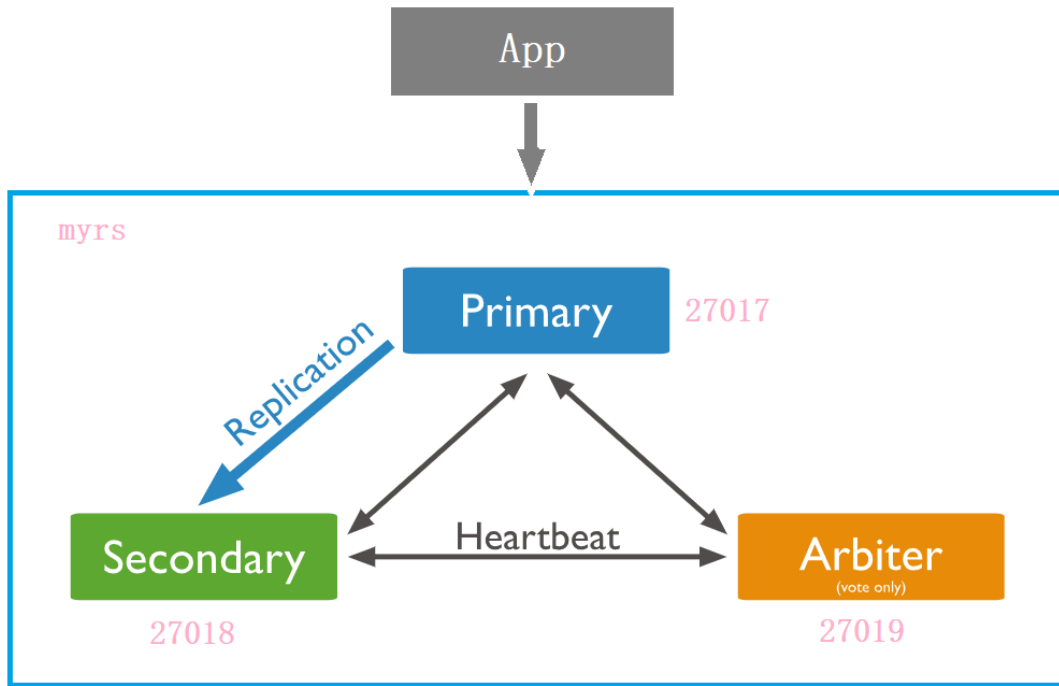 App
myrs
Primary
27017
Replication
Secondary
Heartbeat
Arbiter
(vote only)
27018
27019